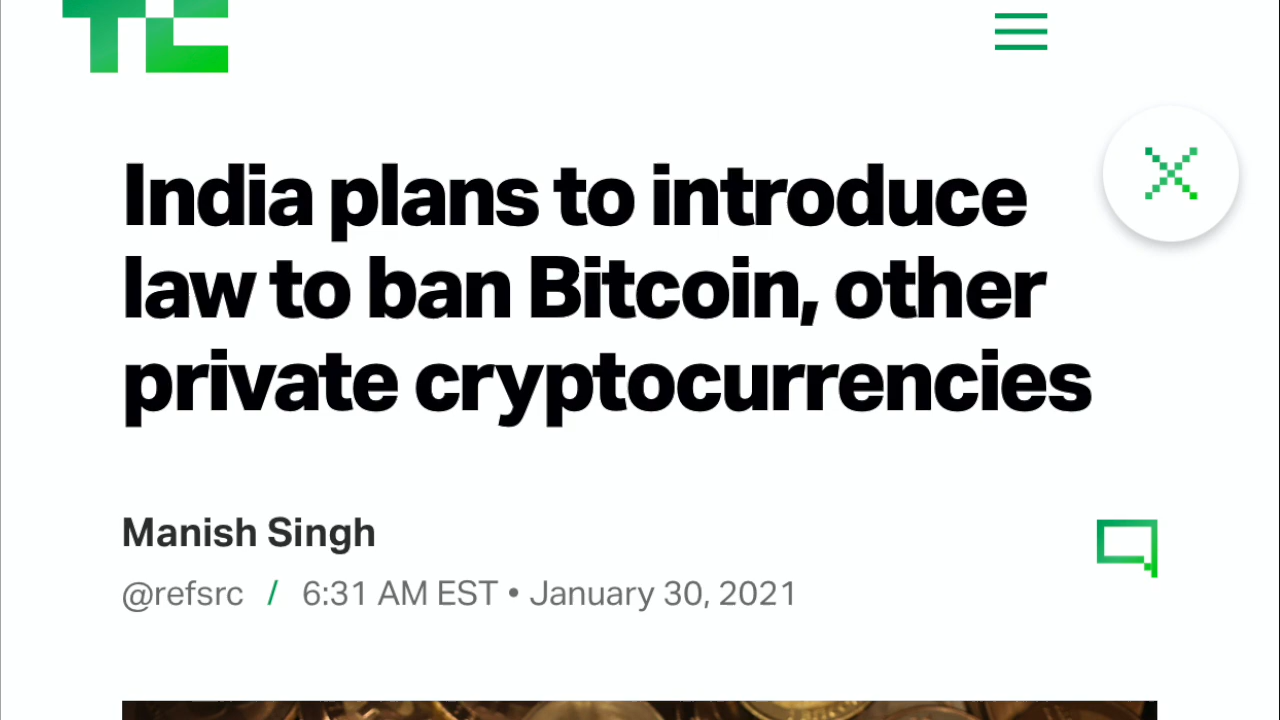 TC
India plans to introduce
law to ban Bitcoin, other
private cryptocurrencies
Manish Singh
@refsrc / 6:31 AM EST • January 30, 2021